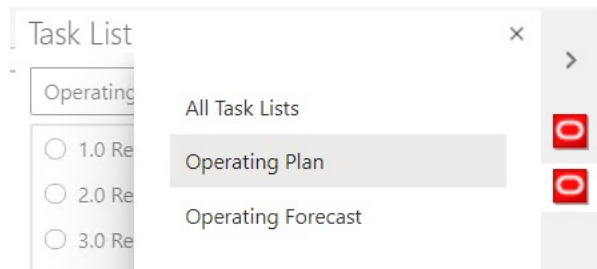 Task List
Operating
All Task Lists
1.0 Re
Operating Plan
2.0 Re
Operating Forecast
3.0 Re